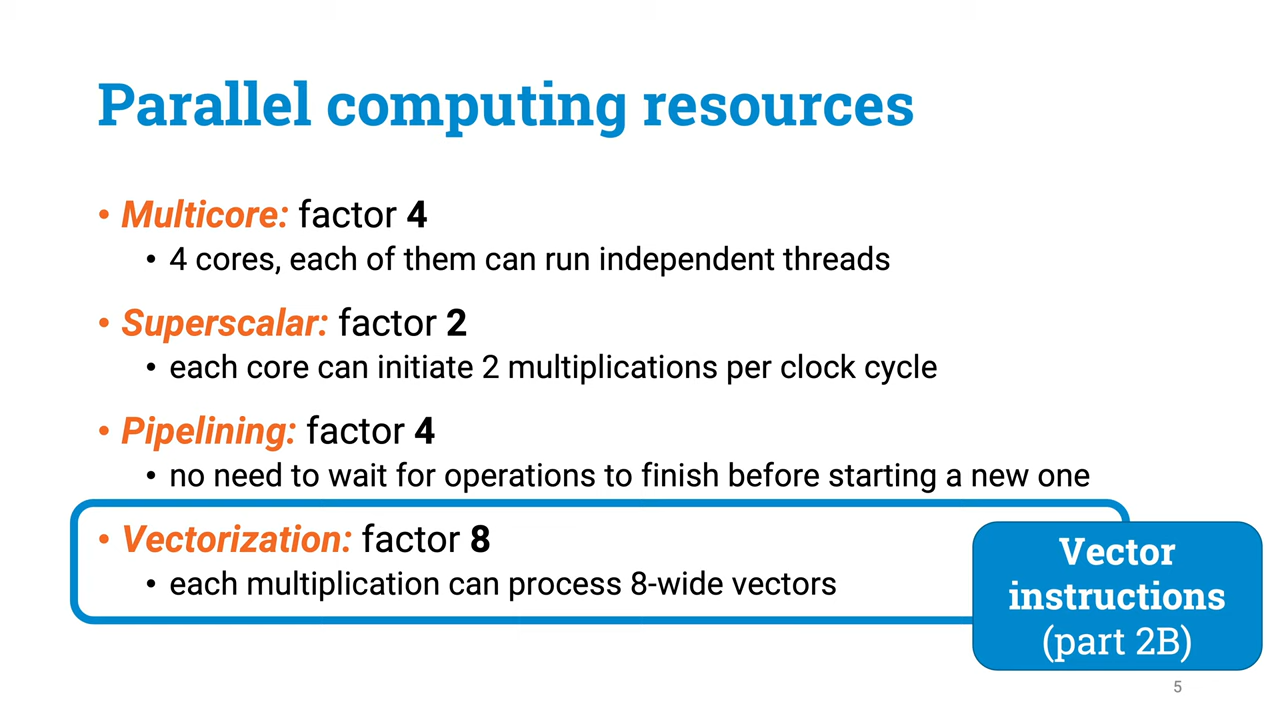 Parallel computing resources
• Multicore: factor 4
• 4 cores, each of them can run independent threads
• Superscalar: factor 2
• each core can initiate 2 multiplications per clock cycle
• Pipelining: factor 4
• no need to wait for operations to finish before starting a new one
• Vectorization: factor 8
• each multiplication can process 8-wide vectors
Vector
instructions
(part 2B)
5